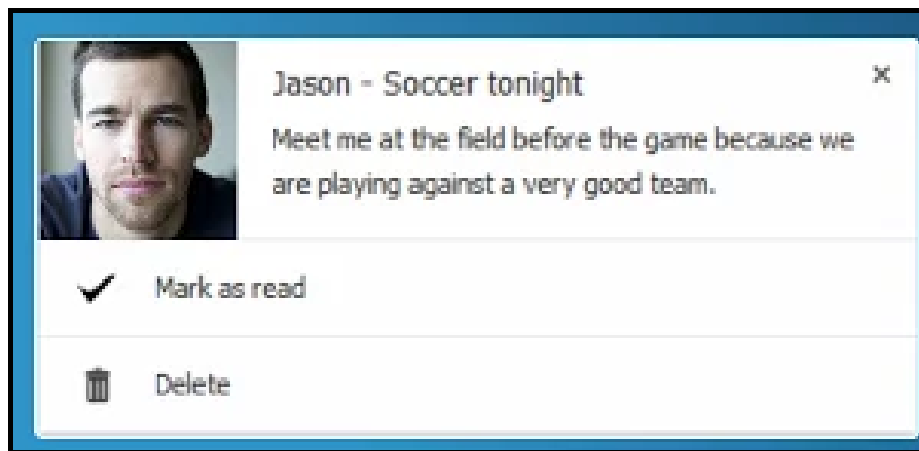 Jason - Soccer tonight
Meet me at the field before the game because we
are playing against a very good team.
Mark as read
Delete